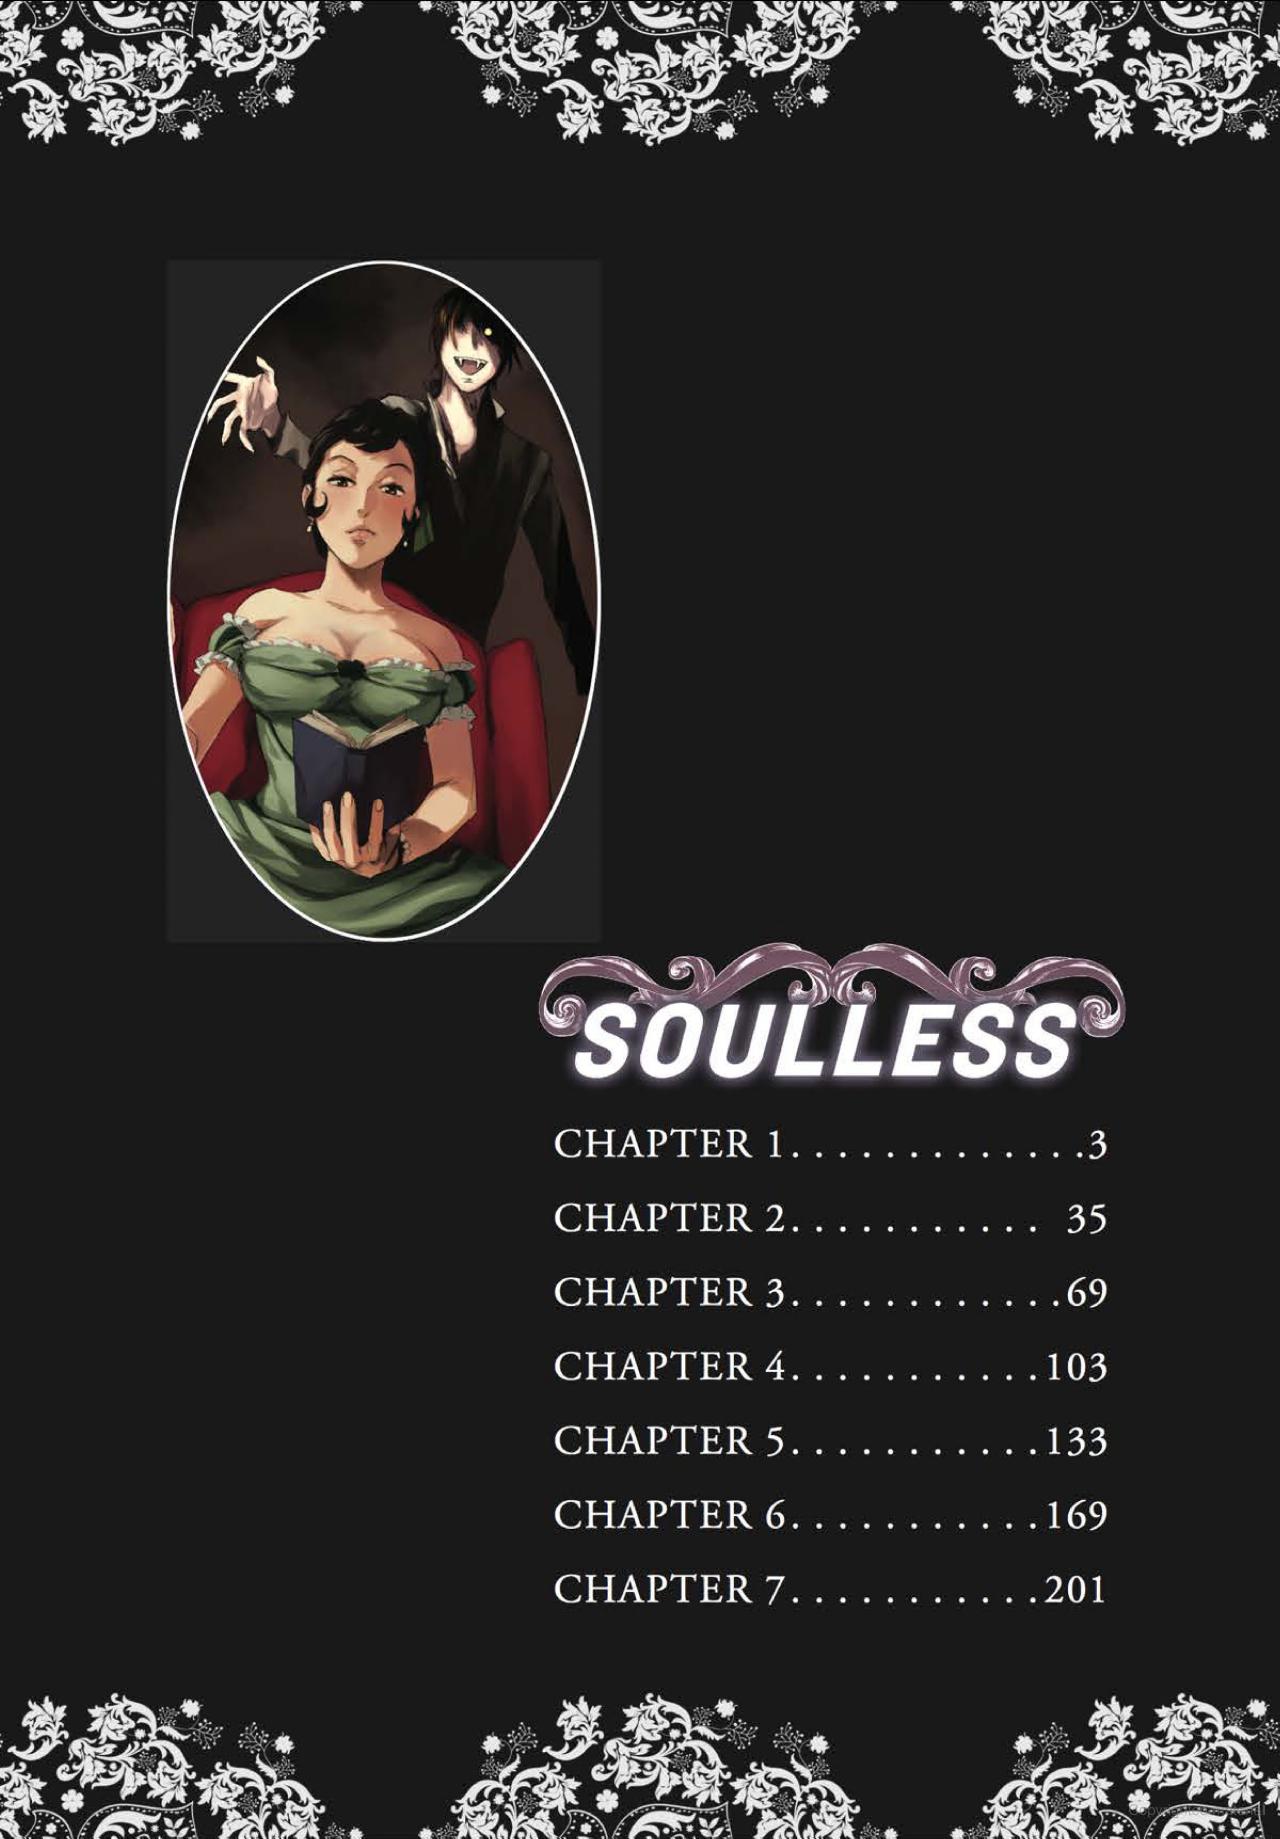 SOULLESS
CHAPTER 1. . . . . . . . . . . . .3
CHAPTER 2. . . . . . . . . . . 35
CHAPTER 3. . . . . . . . . . . .69
CHAPTER 4. . . . . . . . . . .103
CHAPTER 5. . . . . . . . . . .133
CHAPTER 6. . . . . . . . . . .169
CHAPTER 7. . . . . . . . . . .201